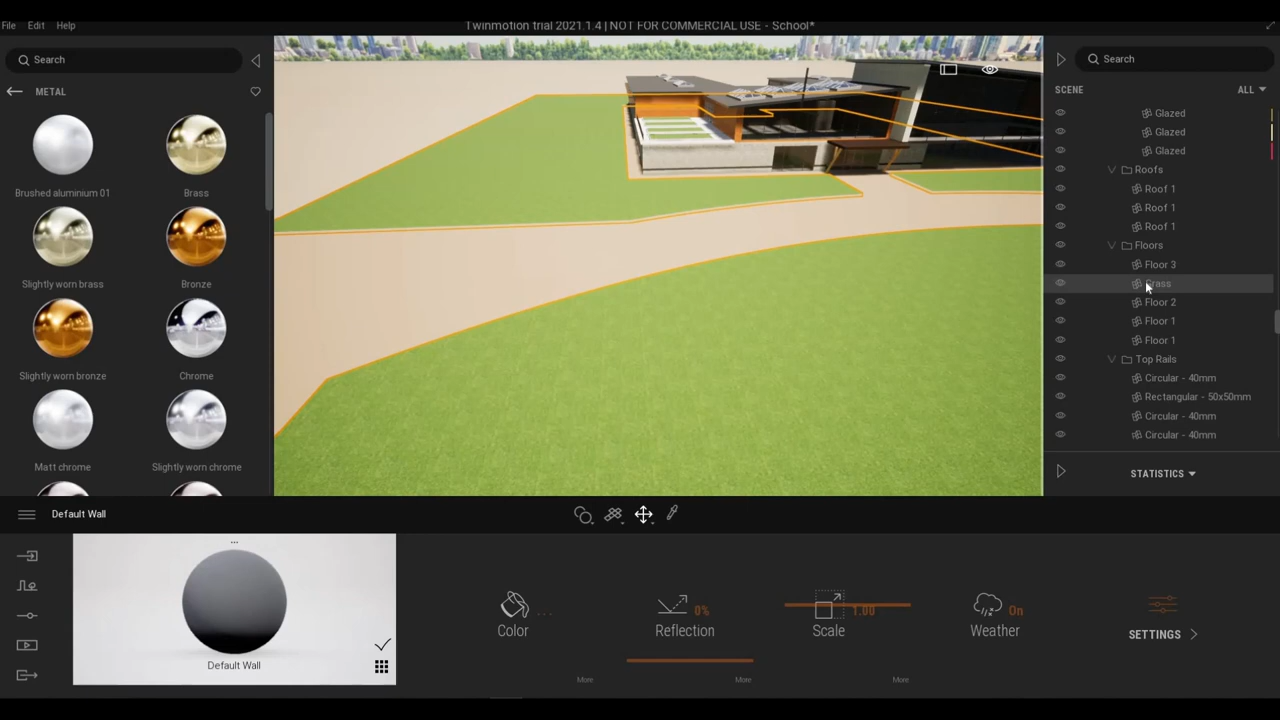 File Edit Help
Twinmotion trial 2021.1.4 | NOT FOR COMMERCIAL USE - School*
Search
METAL
Brushed aluminium 01
Brass
Slightly worn brass
Bronze
Slightly worn bronze
Chrome
Matt chrome
Slightly worn chrome
Search
SCENE
ALL
Glazed
Glazed
Glazed
Roofs
Roof 1
Roof 1
Roof 1
Floors
Floor 3
Grass
Floor 2
Floor 1
Floor 1
Top Rails
Circular - 40mm
Rectangular - 50x50mm
Circular - 40mm
Circular - 40mm
STATISTICS
Default Wall
...
Default Wall
Color
...
More
Reflection
0%
More
Scale
1.00
More
Weather
On
SETTINGS